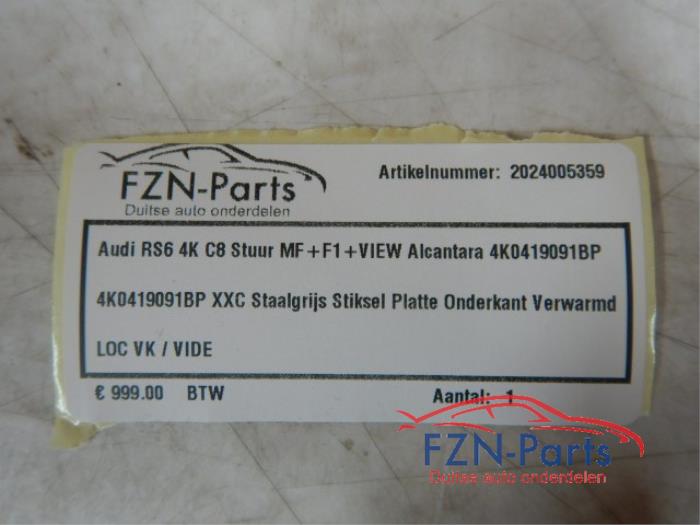 FZN-Parts
Duitse auto onderdelen
Artikelnummer: 2024005359
Audi RS6 4K C8 Stuur MF+F1+VIEW Alcantara 4K0419091BP
4K0419091BP XXC Staalgrijs Stiksel Platte Onderkant Verwarmd
LOC VK / VIDE
€ 999.00 BTW
Aantal: 1
FZN-Parts
Duitse auto onderdelen